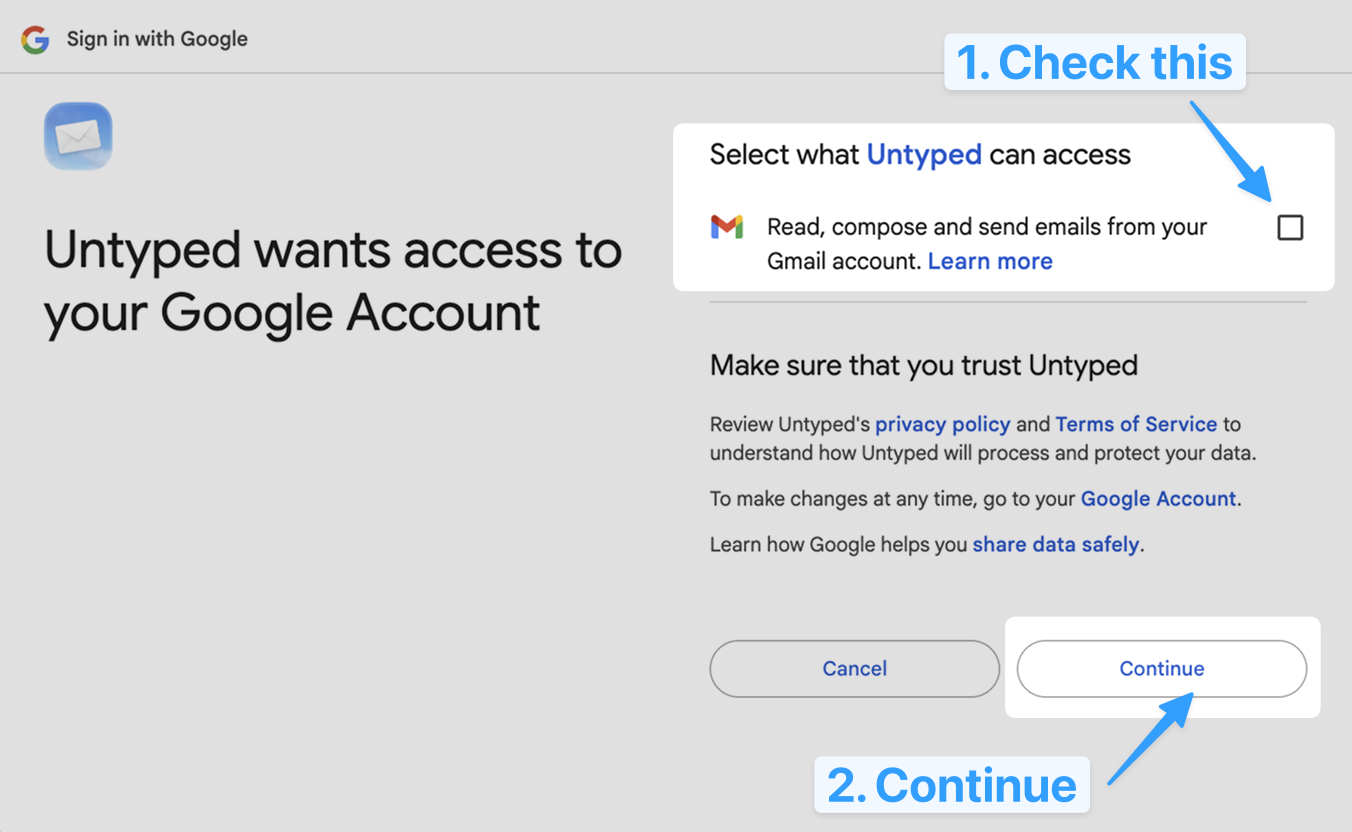 Sign in with Google
1. Check this
Untyped wants access to
your Google Account
Select what Untyped can access
Read, compose and send emails from your
Gmail account. Learn more
Make sure that you trust Untyped
Review Untyped's privacy policy and Terms of Service to
understand how Untyped will process and protect your data.
To make changes at any time, go to your Google Account.
Learn how Google helps you share data safely.
Cancel
Continue
2. Continue